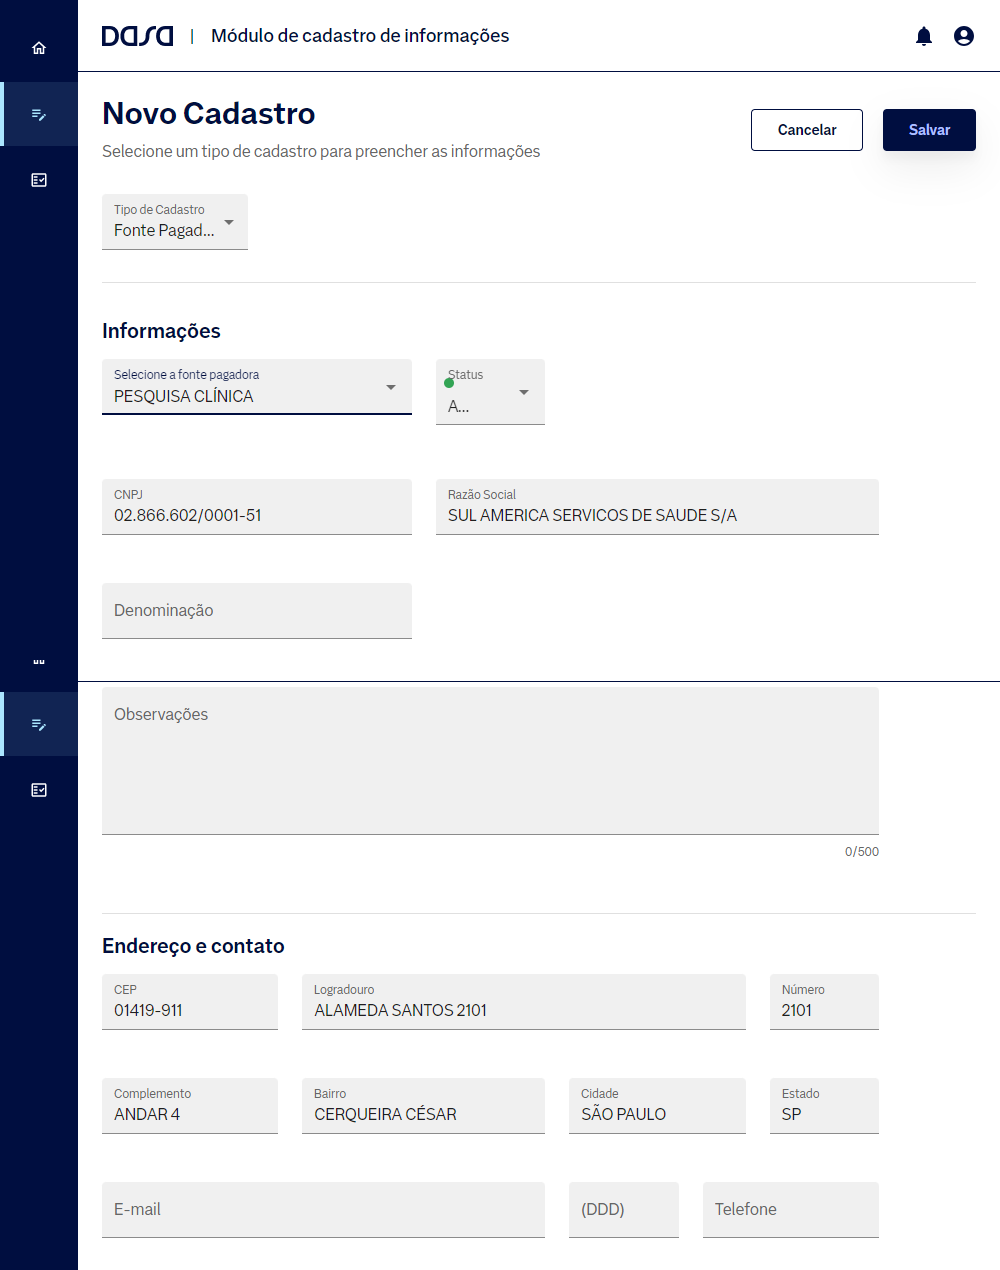 DASA | Módulo de cadastro de informações
Novo Cadastro
Selecione um tipo de cadastro para preencher as informações
Cancelar
Salvar
Tipo de Cadastro
Fonte Pagad...
Informações
Selecione a fonte pagadora
PESQUISA CLÍNICA
Status
A...
CNPJ
02.866.602/0001-51
Razão Social
SUL AMERICA SERVICOS DE SAUDE S/A
Denominação
Observações
0/500
Endereço e contato
CEP
01419-911
Logradouro
ALAMEDA SANTOS 2101
Número
2101
Complemento
ANDAR 4
Bairro
CERQUEIRA CÉSAR
Cidade
SÃO PAULO
Estado
SP
E-mail
(DDD)
Telefone